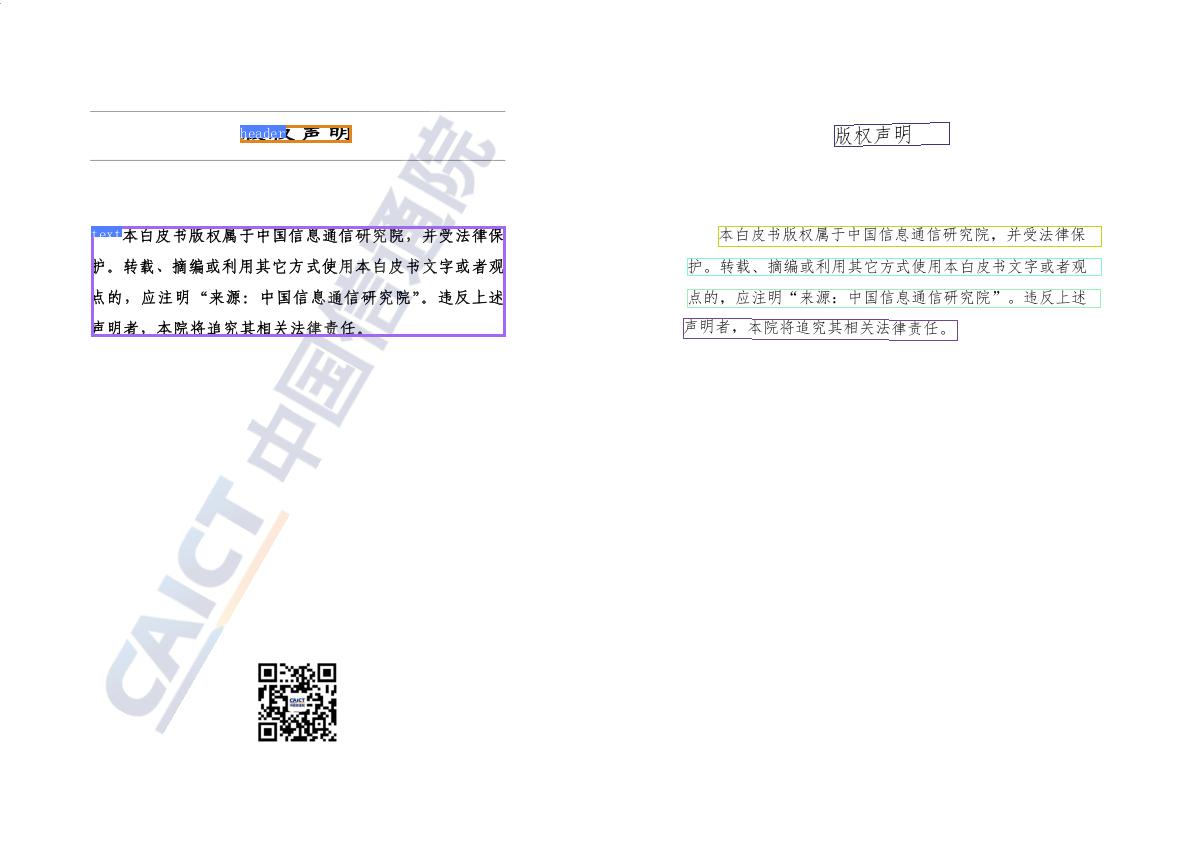 header
版权声明
text本白皮书版权属于中国信息通信研究院，并受法律保
护。转载、摘编或利用其它方式使用本白皮书文字或者观
点的，应注明“来源：中国信息通信研究院”。违反上述
声明者，本院将追究其相关法律责任。
CAICT 中国信通院
CAICT
版权声明
本白皮书版权属于中国信息通信研究院，并受法律保
护。转载、摘编或利用其它方式使用本白皮书文字或者观
点的，应注明“来源：中国信息通信研究院”。违反上述
声明者，本院将追究其相关法律责任。